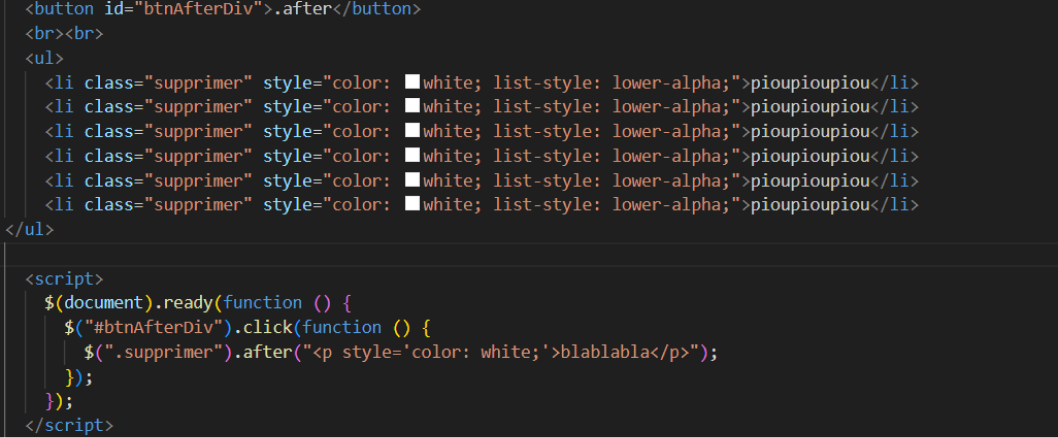 <button id="btnAfterDiv">.after</button>
<br><br>
<ul>
<li class="supprimer" style="color: white; list-style: lower-alpha;">pioupioupiou</li>
<li class="supprimer" style="color: white; list-style: lower-alpha;">pioupioupiou</li>
<li class="supprimer" style="color: white; list-style: lower-alpha;">pioupioupiou</li>
<li class="supprimer" style="color: white; list-style: lower-alpha;">pioupioupiou</li>
<li class="supprimer" style="color: white; list-style: lower-alpha;">pioupioupiou</li>
<li class="supprimer" style="color: white; list-style: lower-alpha;">pioupioupiou</li>
</ul>
<script>
$(document).ready(function () {
$("#btnAfterDiv").click(function () {
$(".supprimer").after("<p style='color: white;'>blablabla</p>");
});
});
</script>